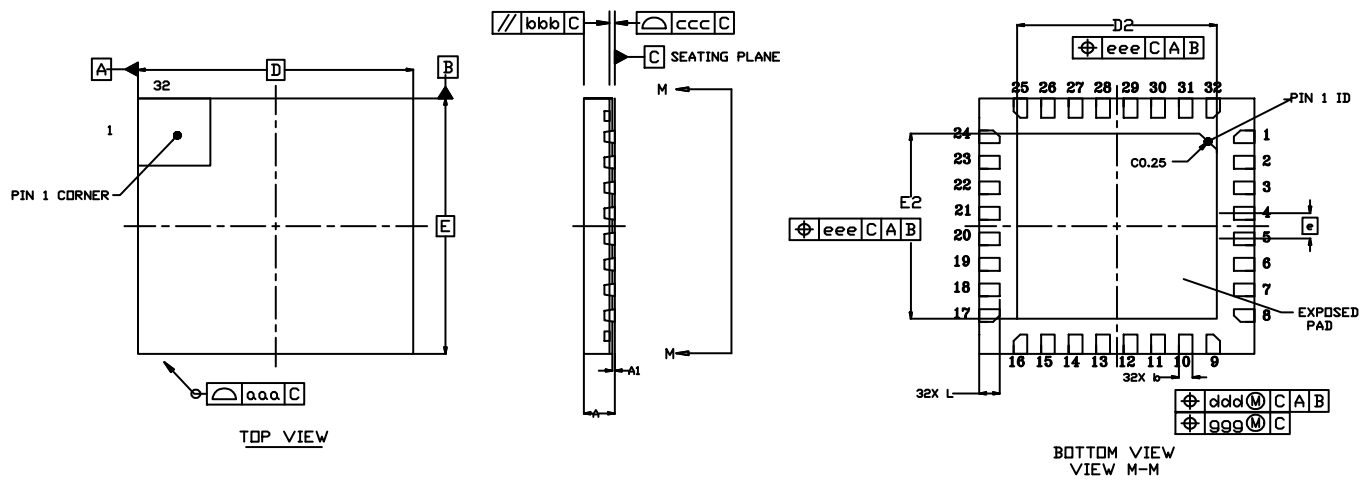 // bbb C
⌓ ccc C
C SEATING PLANE
A
D
B
32
1
PIN 1 CORNER
E
⌓ aaa C
TOP VIEW
M
M
A1
A
D2
⌖ eee C A B
25 26 27 28 29 30 31 32
PIN 1 ID
24
23
22
21
20
19
18
17
1
2
3
4
5
6
7
8
C0.25
E2
⌖ eee C A B
e
EXPOSED
PAD
16 15 14 13 12 11 10 9
32X b
32X L
⌖ dddⓂ C A B
⌖ gggⓂ C
BOTTOM VIEW
VIEW M-M